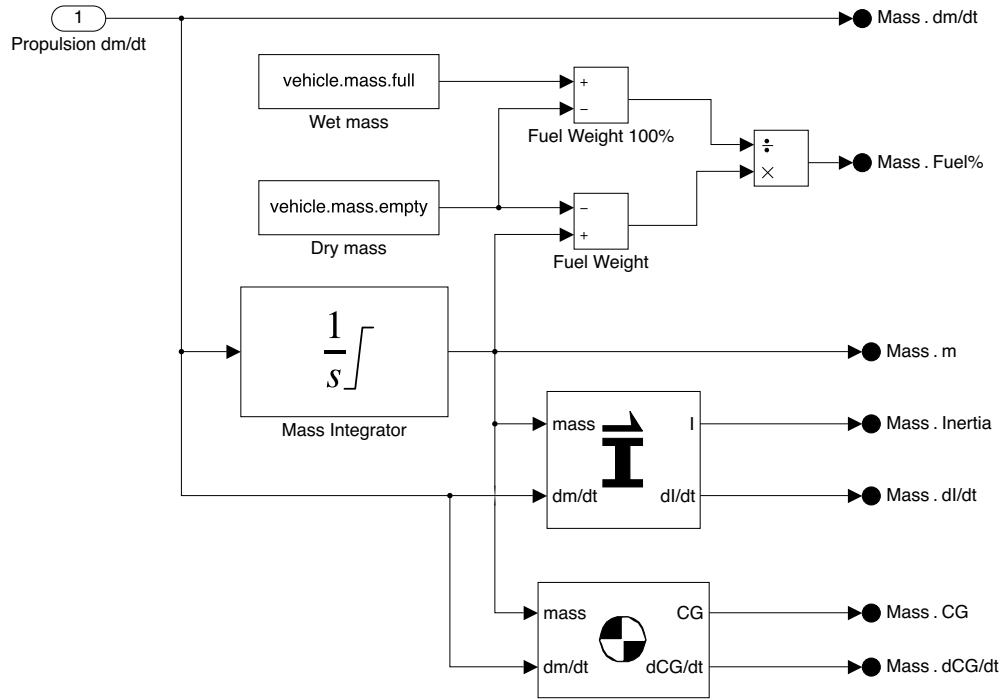 1
Propulsion dm/dt
Mass . dm/dt
vehicle.mass.full
Wet mass
+
−
Fuel Weight 100%
÷
×
Mass . Fuel%
vehicle.mass.empty
Dry mass
−
+
Fuel Weight
1
s
Mass Integrator
Mass . m
mass
I
I
Mass . Inertia
dm/dt
dI/dt
Mass . dI/dt
mass
CG
Mass . CG
dm/dt
dCG/dt
Mass . dCG/dt